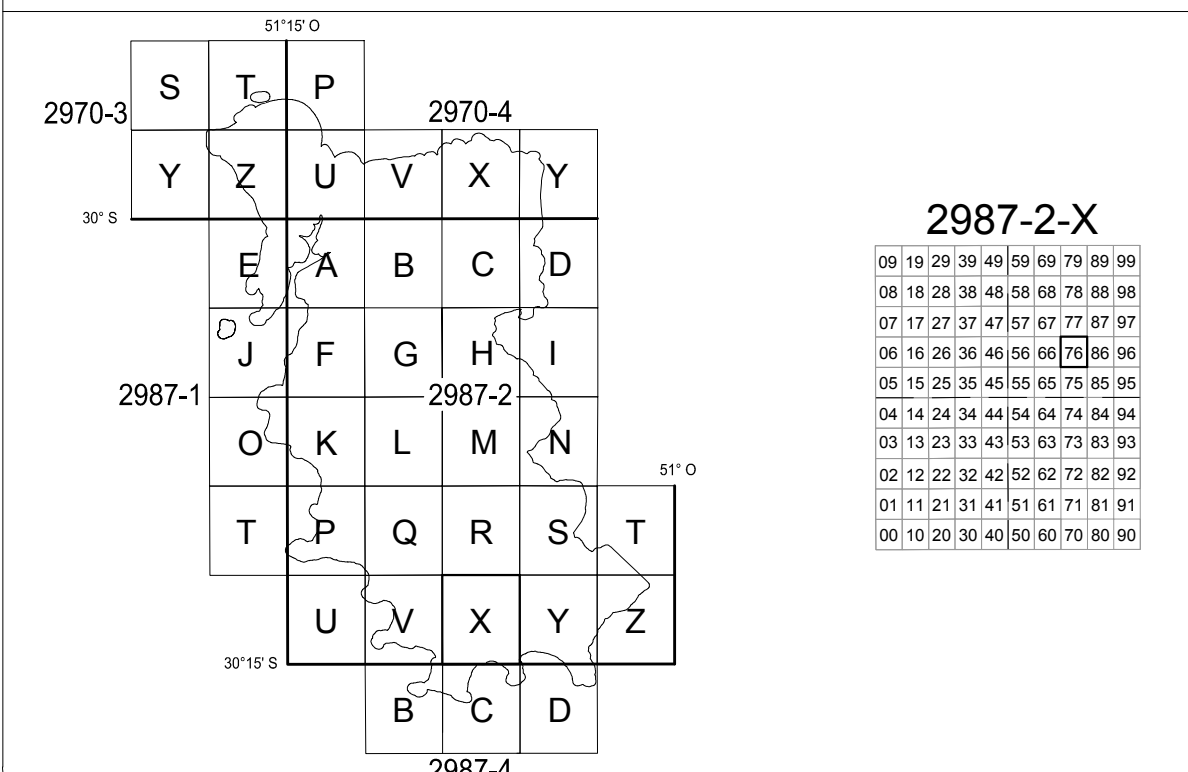 51°15' O
S T P
2970-3 2970-4
Y Z U V X Y
30° S
E A B C D
J F G H I
2987-1 2987-2
O K L M N
51° O
T P Q R S T
U V X Y Z
30°15' S
B C D
2987-4
2987-2-X
09 19 29 39 49 59 69 79 89 99
08 18 28 38 48 58 68 78 88 98
07 17 27 37 47 57 67 77 87 97
06 16 26 36 46 56 66 76 86 96
05 15 25 35 45 55 65 75 85 95
04 14 24 34 44 54 64 74 84 94
03 13 23 33 43 53 63 73 83 93
02 12 22 32 42 52 62 72 82 92
01 11 21 31 41 51 61 71 81 91
00 10 20 30 40 50 60 70 80 90